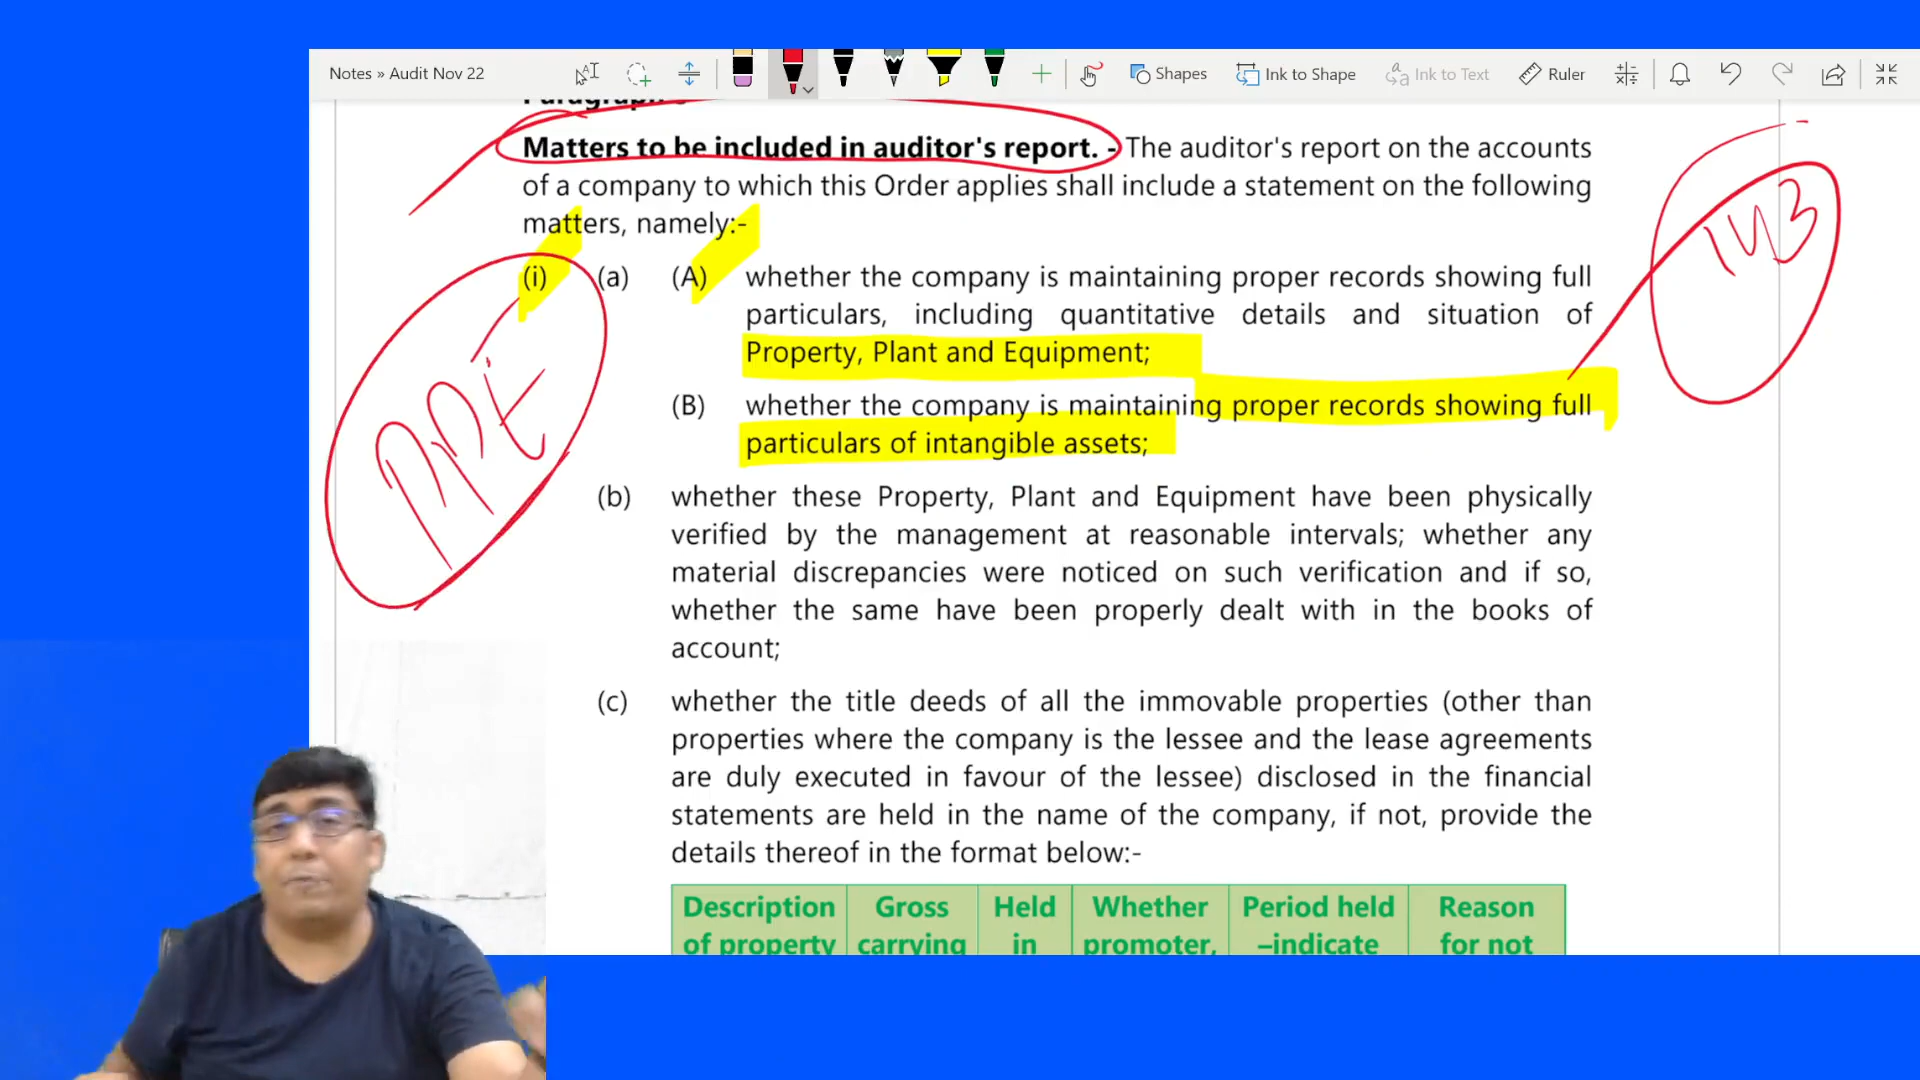 Notes » Audit Nov 22
Shapes
Ink to Shape
Ink to Text
Ruler
Matters to be included in auditor's report. - The auditor's report on the accounts
of a company to which this Order applies shall include a statement on the following
matters, namely:-
(i) (a) (A) whether the company is maintaining proper records showing full
particulars, including quantitative details and situation of
Property, Plant and Equipment;
(B) whether the company is maintaining proper records showing full
particulars of intangible assets;
(b) whether these Property, Plant and Equipment have been physically
verified by the management at reasonable intervals; whether any
material discrepancies were noticed on such verification and if so,
whether the same have been properly dealt with in the books of
account;
(c) whether the title deeds of all the immovable properties (other than
properties where the company is the lessee and the lease agreements
are duly executed in favour of the lessee) disclosed in the financial
statements are held in the name of the company, if not, provide the
details thereof in the format below:-
Description Gross Held Whether Period held Reason
of property carrying in promoter, –indicate for not
PPE
143